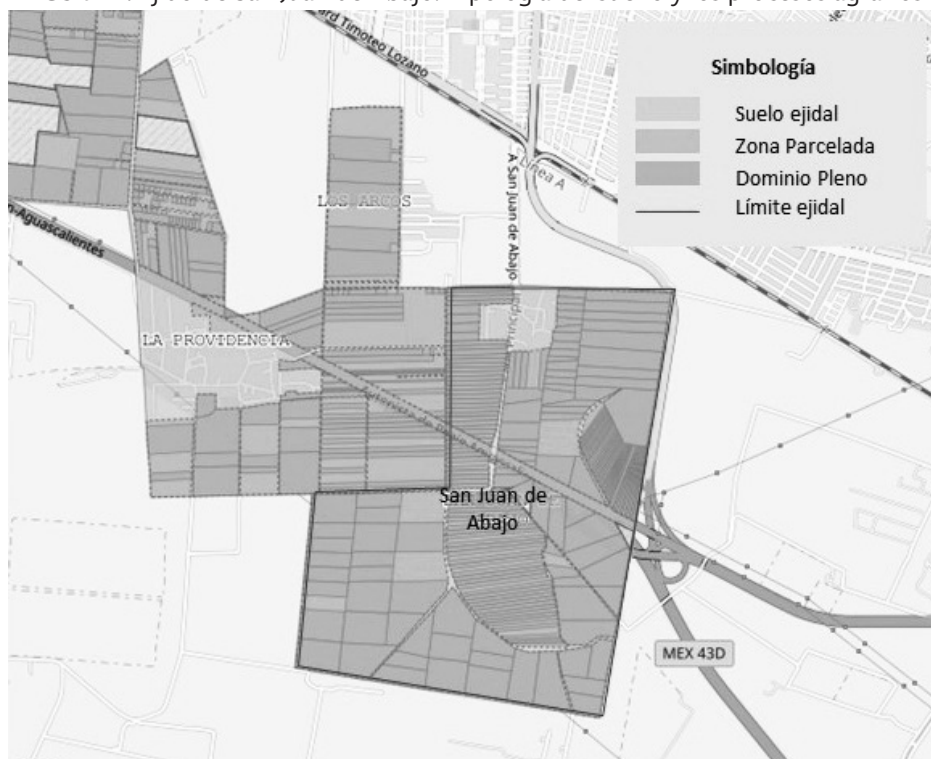 Timoteo Lozano
Simbología
Suelo ejidal
Zona Parcelada
Dominio Pleno
Límite ejidal
Línea A
A San Juan de Abajo
LOS ARCOS
Aguascalientes
LA PROVIDENCIA
San Juan de
Abajo
MEX 43D